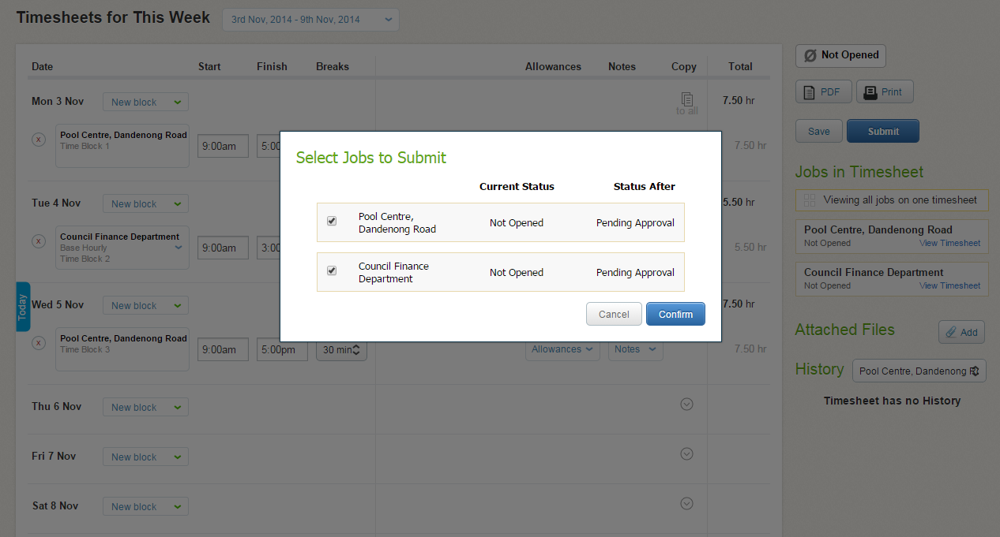 Timesheets for This Week
3rd Nov, 2014 - 9th Nov, 2014
Date Start Finish Breaks Allowances Notes Copy Total
Mon 3 Nov New block to all 7.50 hr
x Pool Centre, Dandenong Road
Time Block 1
9:00am 5:00 7.50 hr
Tue 4 Nov New block 5.50 hr
x Council Finance Department
Base Hourly
Time Block 2
9:00am 3:00 5.50 hr
Today
Wed 5 Nov New block 7.50 hr
x Pool Centre, Dandenong Road
Time Block 3
9:00am 5:00pm 30 min Allowances Notes 7.50 hr
Thu 6 Nov New block
Fri 7 Nov New block
Sat 8 Nov New block
Select Jobs to Submit
Current Status Status After
Pool Centre,
Dandenong Road
Not Opened Pending Approval
Council Finance
Department
Not Opened Pending Approval
Cancel Confirm
Not Opened
PDF Print
Save Submit
Jobs in Timesheet
Viewing all jobs on one timesheet
Pool Centre, Dandenong Road
Not Opened View Timesheet
Council Finance Department
Not Opened View Timesheet
Attached Files Add
History Pool Centre, Dandenong
Timesheet has no History